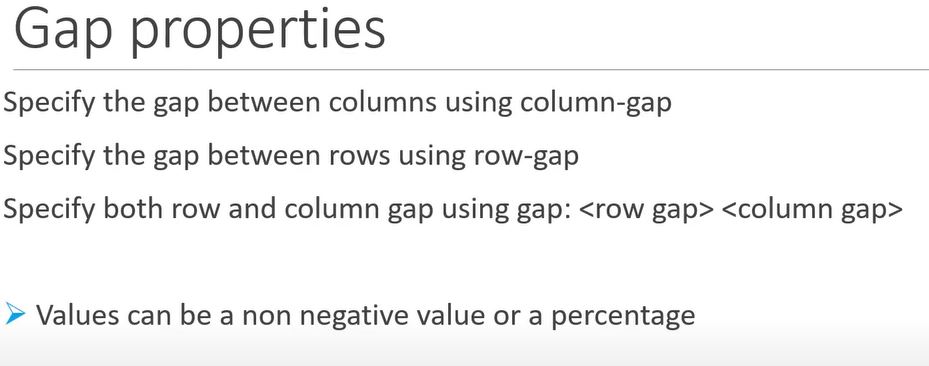 Gap properties
Specify the gap between columns using column-gap
Specify the gap between rows using row-gap
Specify both row and column gap using gap: <row gap> <column gap>
Values can be a non negative value or a percentage